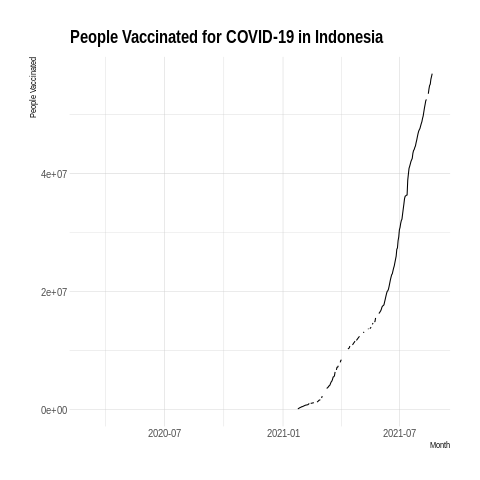 People Vaccinated for COVID-19 in Indonesia
People Vaccinated
4e+07
2e+07
0e+00
2020-07 2021-01 2021-07
Month